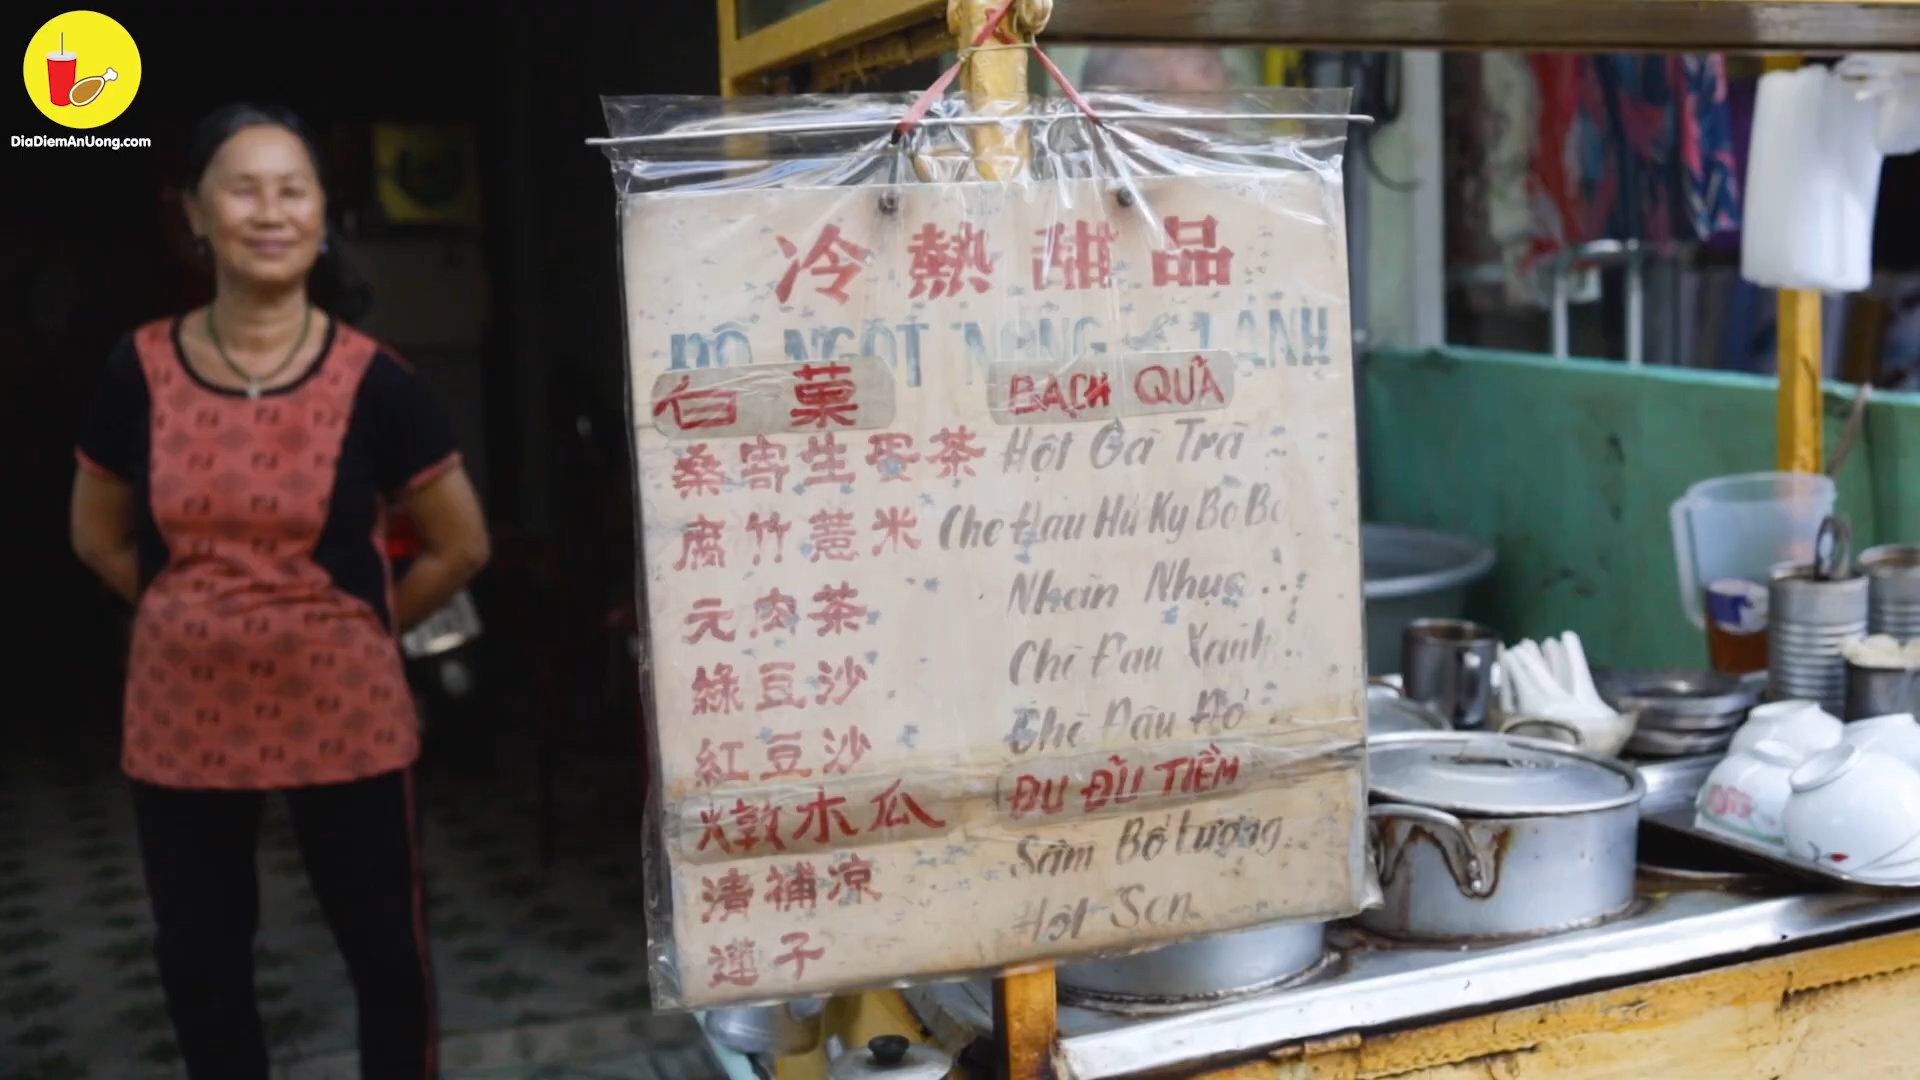 DiaDiemAnUong.com
冷熱甜品
ĐỒ NGỌT NÓNG & LẠNH
白菓 BẠCH QUẢ
桑寄生蛋茶 Hột Gà Trà
腐竹薏米 Chè Đậu Hủ Ky Bo Bo
元肉茶 Nhãn Nhục
綠豆沙 Chè Đậu Xanh
紅豆沙 Chè Đậu Đỏ
燉木瓜 ĐU ĐỦ TIỀM
清補凉 Sâm Bổ Lượng
蓮子 Hột Sen